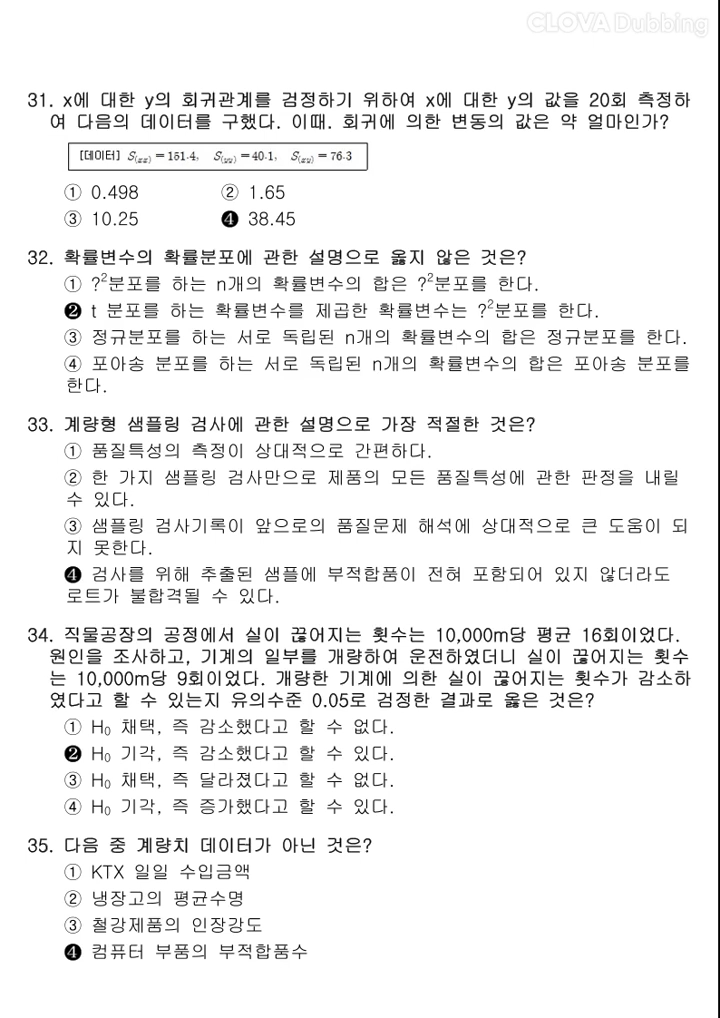 CLOVA Dubbing
31. x에 대한 y의 회귀관계를 검정하기 위하여 x에 대한 y의 값을 20회 측정하
여 다음의 데이터를 구했다. 이때. 회귀에 의한 변동의 값은 약 얼마인가?
[데이터] S(xx) = 151.4, S(yy) = 40.1, S(xy) = 76.3
① 0.498 ② 1.65
③ 10.25 ❹ 38.45
32. 확률변수의 확률분포에 관한 설명으로 옳지 않은 것은?
① ?²분포를 하는 n개의 확률변수의 합은 ?²분포를 한다.
❷ t 분포를 하는 확률변수를 제곱한 확률변수는 ?²분포를 한다.
③ 정규분포를 하는 서로 독립된 n개의 확률변수의 합은 정규분포를 한다.
④ 포아송 분포를 하는 서로 독립된 n개의 확률변수의 합은 포아송 분포를
한다.
33. 계량형 샘플링 검사에 관한 설명으로 가장 적절한 것은?
① 품질특성의 측정이 상대적으로 간편하다.
② 한 가지 샘플링 검사만으로 제품의 모든 품질특성에 관한 판정을 내릴
수 있다.
③ 샘플링 검사기록이 앞으로의 품질문제 해석에 상대적으로 큰 도움이 되
지 못한다.
❹ 검사를 위해 추출된 샘플에 부적합품이 전혀 포함되어 있지 않더라도
로트가 불합격될 수 있다.
34. 직물공장의 공정에서 실이 끊어지는 횟수는 10,000m당 평균 16회이었다.
원인을 조사하고, 기계의 일부를 개량하여 운전하였더니 실이 끊어지는 횟수
는 10,000m당 9회이었다. 개량한 기계에 의한 실이 끊어지는 횟수가 감소하
였다고 할 수 있는지 유의수준 0.05로 검정한 결과로 옳은 것은?
① H₀ 채택, 즉 감소했다고 할 수 없다.
❷ H₀ 기각, 즉 감소했다고 할 수 있다.
③ H₀ 채택, 즉 달라졌다고 할 수 없다.
④ H₀ 기각, 즉 증가했다고 할 수 있다.
35. 다음 중 계량치 데이터가 아닌 것은?
① KTX 일일 수입금액
② 냉장고의 평균수명
③ 철강제품의 인장강도
❹ 컴퓨터 부품의 부적합품수